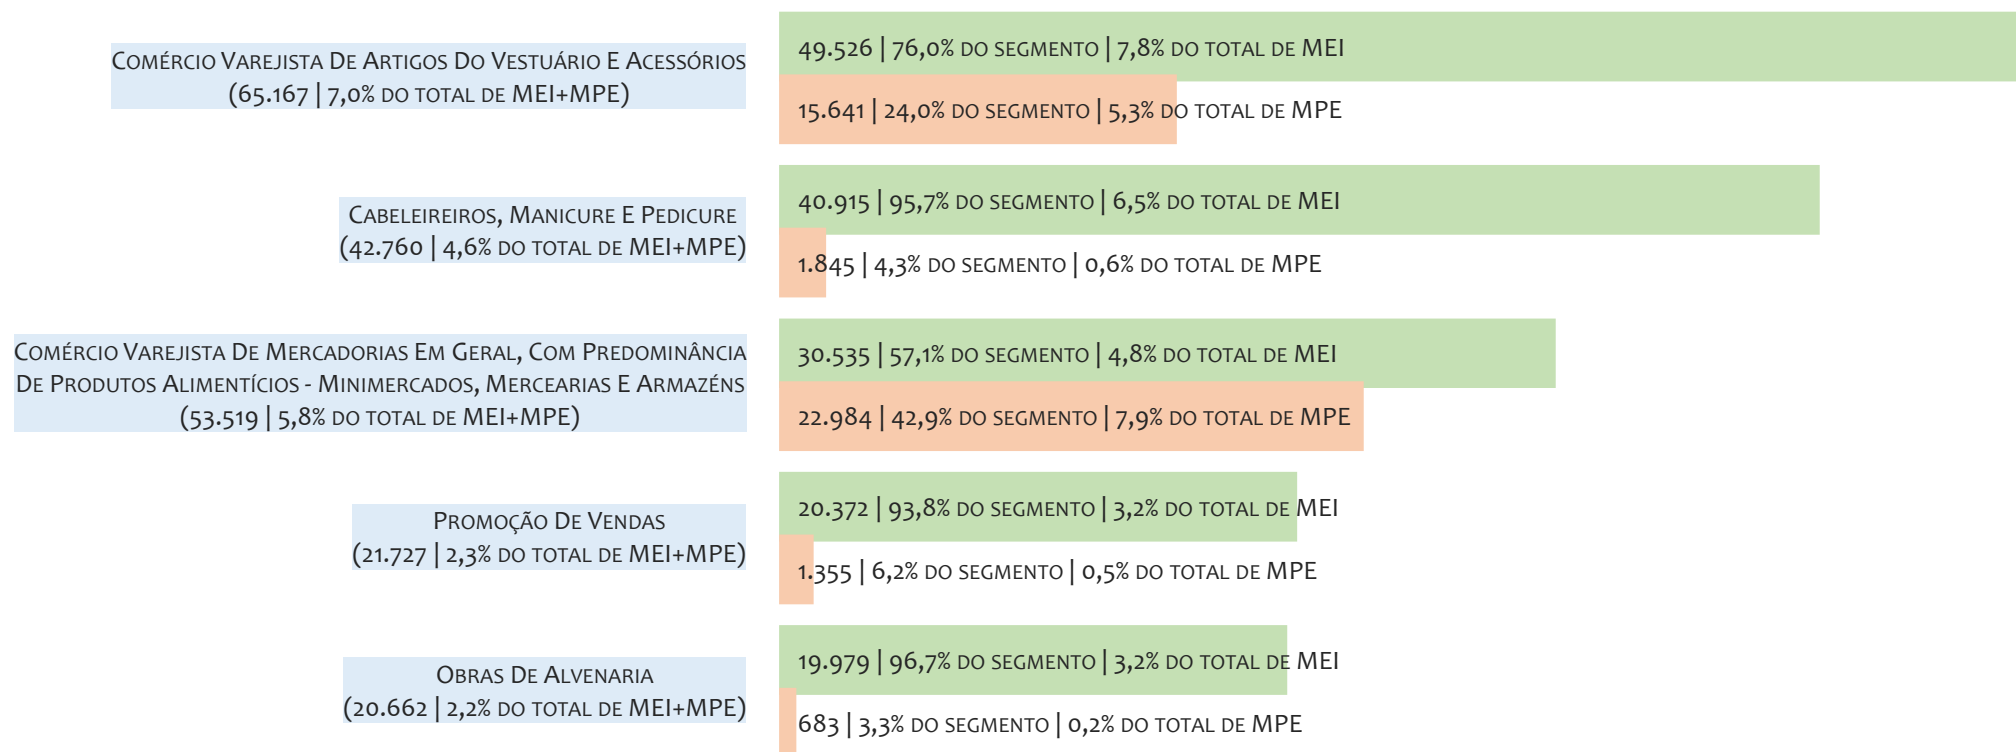 Comércio Varejista De Artigos Do Vestuário E Acessórios
(65.167 | 7,0% do total de MEI+MPE)
49.526 | 76,0% do segmento | 7,8% do total de MEI
15.641 | 24,0% do segmento | 5,3% do total de MPE
Cabeleireiros, Manicure E Pedicure
(42.760 | 4,6% do total de MEI+MPE)
40.915 | 95,7% do segmento | 6,5% do total de MEI
1.845 | 4,3% do segmento | 0,6% do total de MPE
Comércio Varejista De Mercadorias Em Geral, Com Predominância
De Produtos Alimentícios - Minimercados, Mercearias E Armazéns
(53.519 | 5,8% do total de MEI+MPE)
30.535 | 57,1% do segmento | 4,8% do total de MEI
22.984 | 42,9% do segmento | 7,9% do total de MPE
Promoção De Vendas
(21.727 | 2,3% do total de MEI+MPE)
20.372 | 93,8% do segmento | 3,2% do total de MEI
1.355 | 6,2% do segmento | 0,5% do total de MPE
Obras De Alvenaria
(20.662 | 2,2% do total de MEI+MPE)
19.979 | 96,7% do segmento | 3,2% do total de MEI
683 | 3,3% do segmento | 0,2% do total de MPE